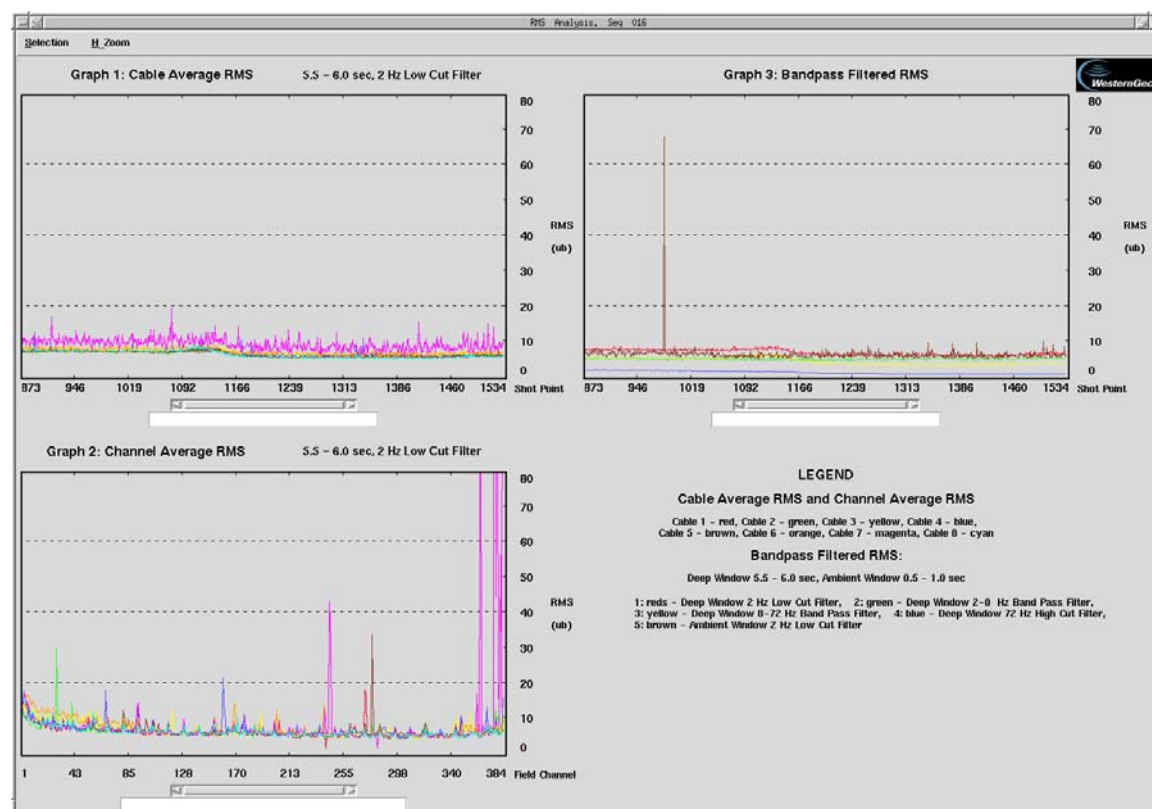 RMS Analysis, Seq 016
Selection H_Zoom
Graph 1: Cable Average RMS 5.5 - 6.0 sec, 2 Hz Low Cut Filter
80
70
60
50
40
30
20
10
0
RMS
(ub)
873 946 1019 1092 1166 1239 1313 1386 1460 1534 Shot Point
Graph 3: Bandpass Filtered RMS
WesternGeco
80
70
60
50
40
30
20
10
0
RMS
(ub)
873 946 1019 1092 1166 1239 1313 1386 1460 1534 Shot Point
Graph 2: Channel Average RMS 5.5 - 6.0 sec, 2 Hz Low Cut Filter
80
70
60
50
40
30
20
10
0
RMS
(ub)
1 43 85 128 170 213 255 298 340 384 Field Channel
LEGEND
Cable Average RMS and Channel Average RMS
Cable 1 - red, Cable 2 - green, Cable 3 - yellow, Cable 4 - blue,
Cable 5 - brown, Cable 6 - orange, Cable 7 - magenta, Cable 8 - cyan
Bandpass Filtered RMS:
Deep Window 5.5 - 6.0 sec, Ambient Window 0.5 - 1.0 sec
1: reds - Deep Window 2 Hz Low Cut Filter, 2: green - Deep Window 2-8 Hz Band Pass Filter,
3: yellow - Deep Window 8-72 Hz Band Pass Filter, 4: blue - Deep Window 72 Hz High Cut Filter,
5: brown - Ambient Window 2 Hz Low Cut Filter